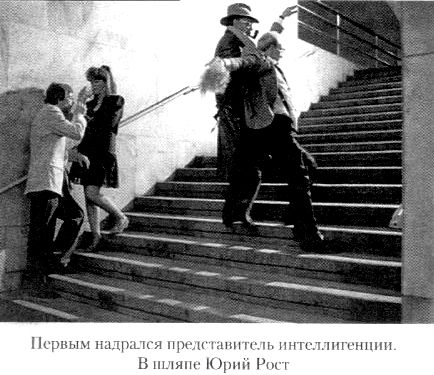 Первым надрался представитель интеллигенции.
В шляпе Юрий Рост